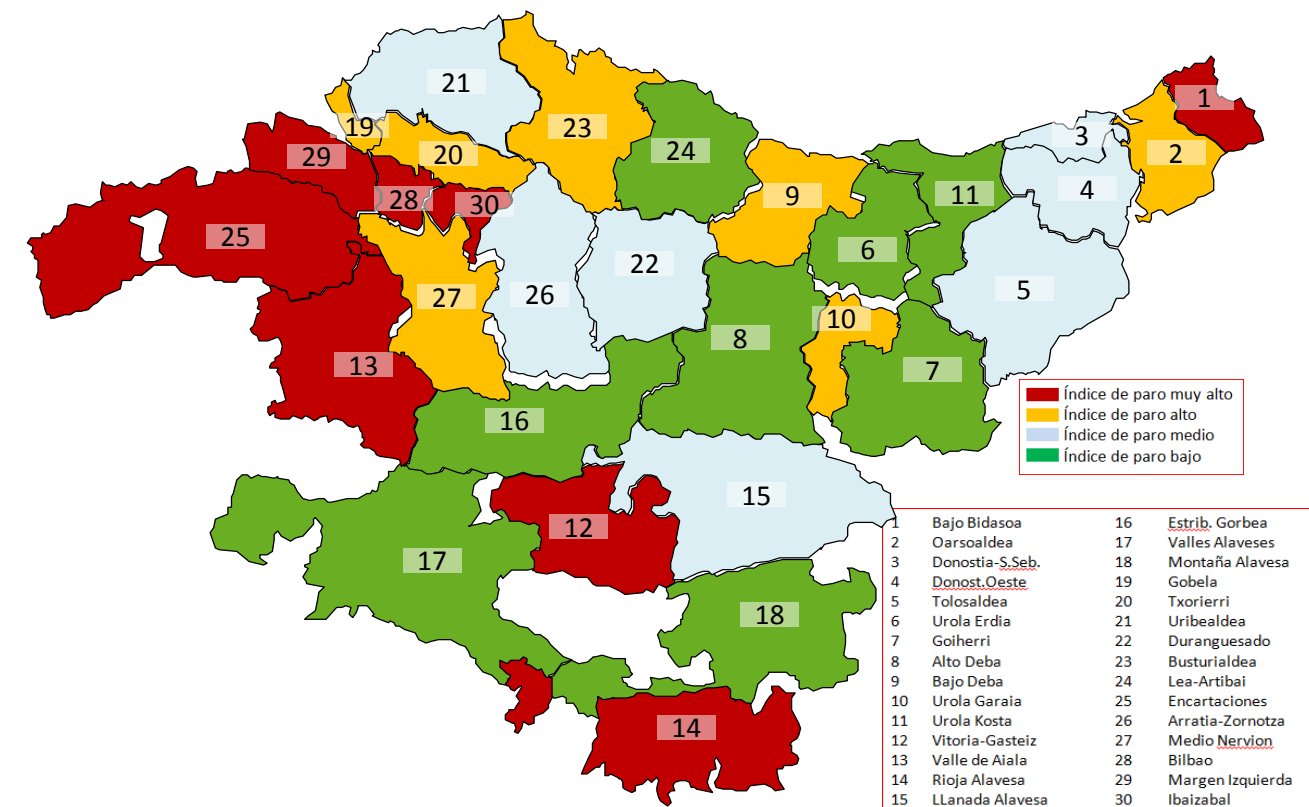 21
1
19
23
3
29
20
24
2
4
28
30
9
11
25
6
22
5
27
26
10
8
13
7
16
Índice de paro muy alto
Índice de paro alto
Índice de paro medio
Índice de paro bajo
15
12
17
18
14
1 Bajo Bidasoa 16 Estrib. Gorbea
2 Oarsoaldea 17 Valles Alaveses
3 Donostia-S.Seb. 18 Montaña Alavesa
4 Donost.Oeste 19 Gobela
5 Tolosaldea 20 Txorierri
6 Urola Erdia 21 Uribealdea
7 Goiherri 22 Duranguesado
8 Alto Deba 23 Busturialdea
9 Bajo Deba 24 Lea-Artibai
10 Urola Garaia 25 Encartaciones
11 Urola Kosta 26 Arratia-Zornotza
12 Vitoria-Gasteiz 27 Medio Nervion
13 Valle de Aiala 28 Bilbao
14 Rioja Alavesa 29 Margen Izquierda
15 LLanada Alavesa 30 Ibaizabal